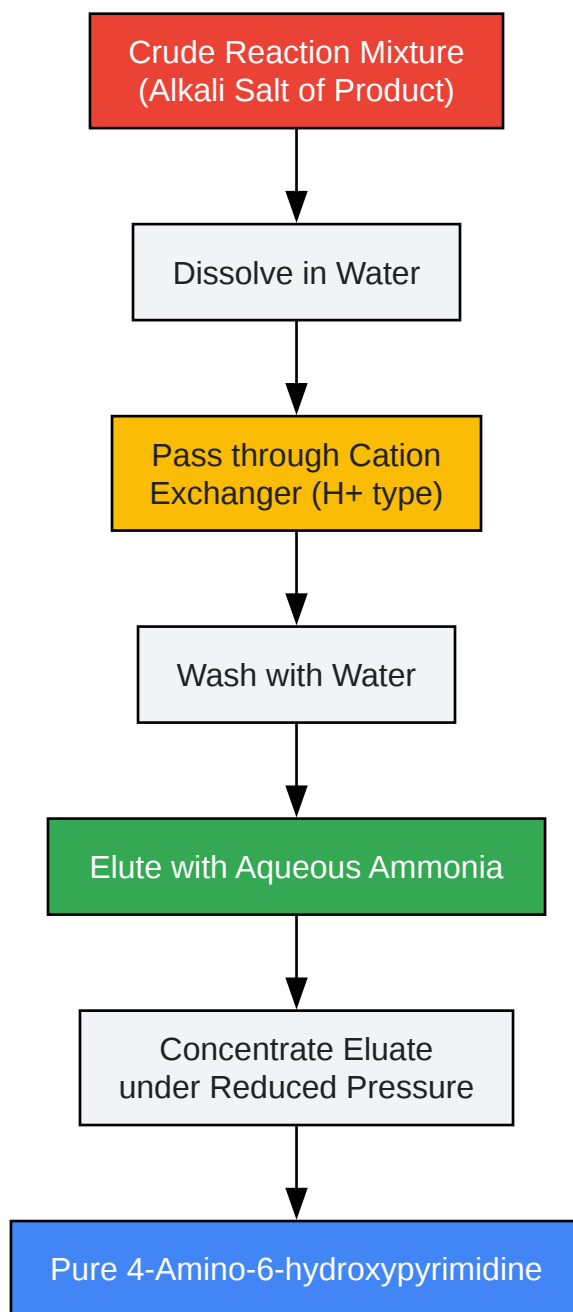 Crude Reaction Mixture
(Alkali Salt of Product)
Dissolve in Water
Pass through Cation
Exchanger (H+ type)
Wash with Water
Elute with Aqueous Ammonia
Concentrate Eluate
under Reduced Pressure
Pure 4-Amino-6-hydroxypyrimidine